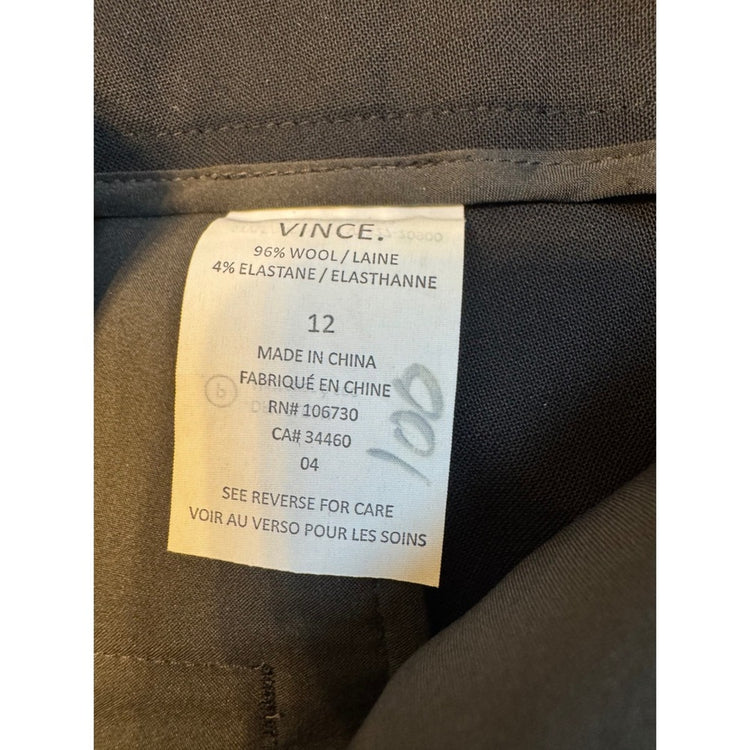 VINCE.
96% WOOL / LAINE
4% ELASTANE / ELASTHANNE
12
MADE IN CHINA
FABRIQUÉ EN CHINE
RN# 106730
CA# 34460
04
SEE REVERSE FOR CARE
VOIR AU VERSO POUR LES SOINS
100